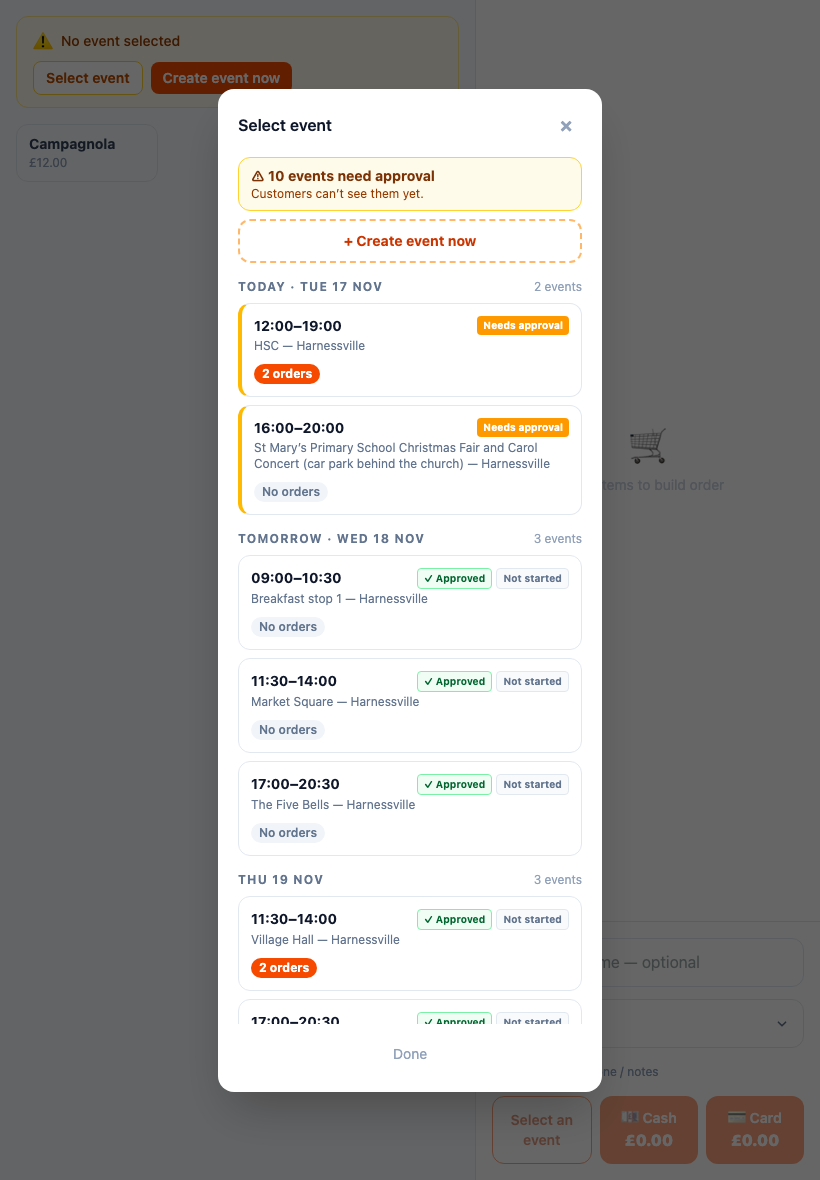 ⚠️ No event selected
Select event
Create event now
Campagnola
£12.00
Select event
×
⚠ 10 events need approval
Customers can’t see them yet.
+ Create event now
TODAY · TUE 17 NOV
2 events
12:00–19:00
Needs approval
HSC — Harnessville
2 orders
16:00–20:00
Needs approval
St Mary’s Primary School Christmas Fair and Carol
Concert (car park behind the church) — Harnessville
No orders
TOMORROW · WED 18 NOV
3 events
09:00–10:30
✓ Approved
Not started
Breakfast stop 1 — Harnessville
No orders
11:30–14:00
✓ Approved
Not started
Market Square — Harnessville
No orders
17:00–20:30
✓ Approved
Not started
The Five Bells — Harnessville
No orders
THU 19 NOV
3 events
11:30–14:00
✓ Approved
Not started
Village Hall — Harnessville
2 orders
17:00–20:30
✓ Approved
Not started
Done
to build order
— optional
/ notes
Select an
event
Cash
£0.00
Card
£0.00